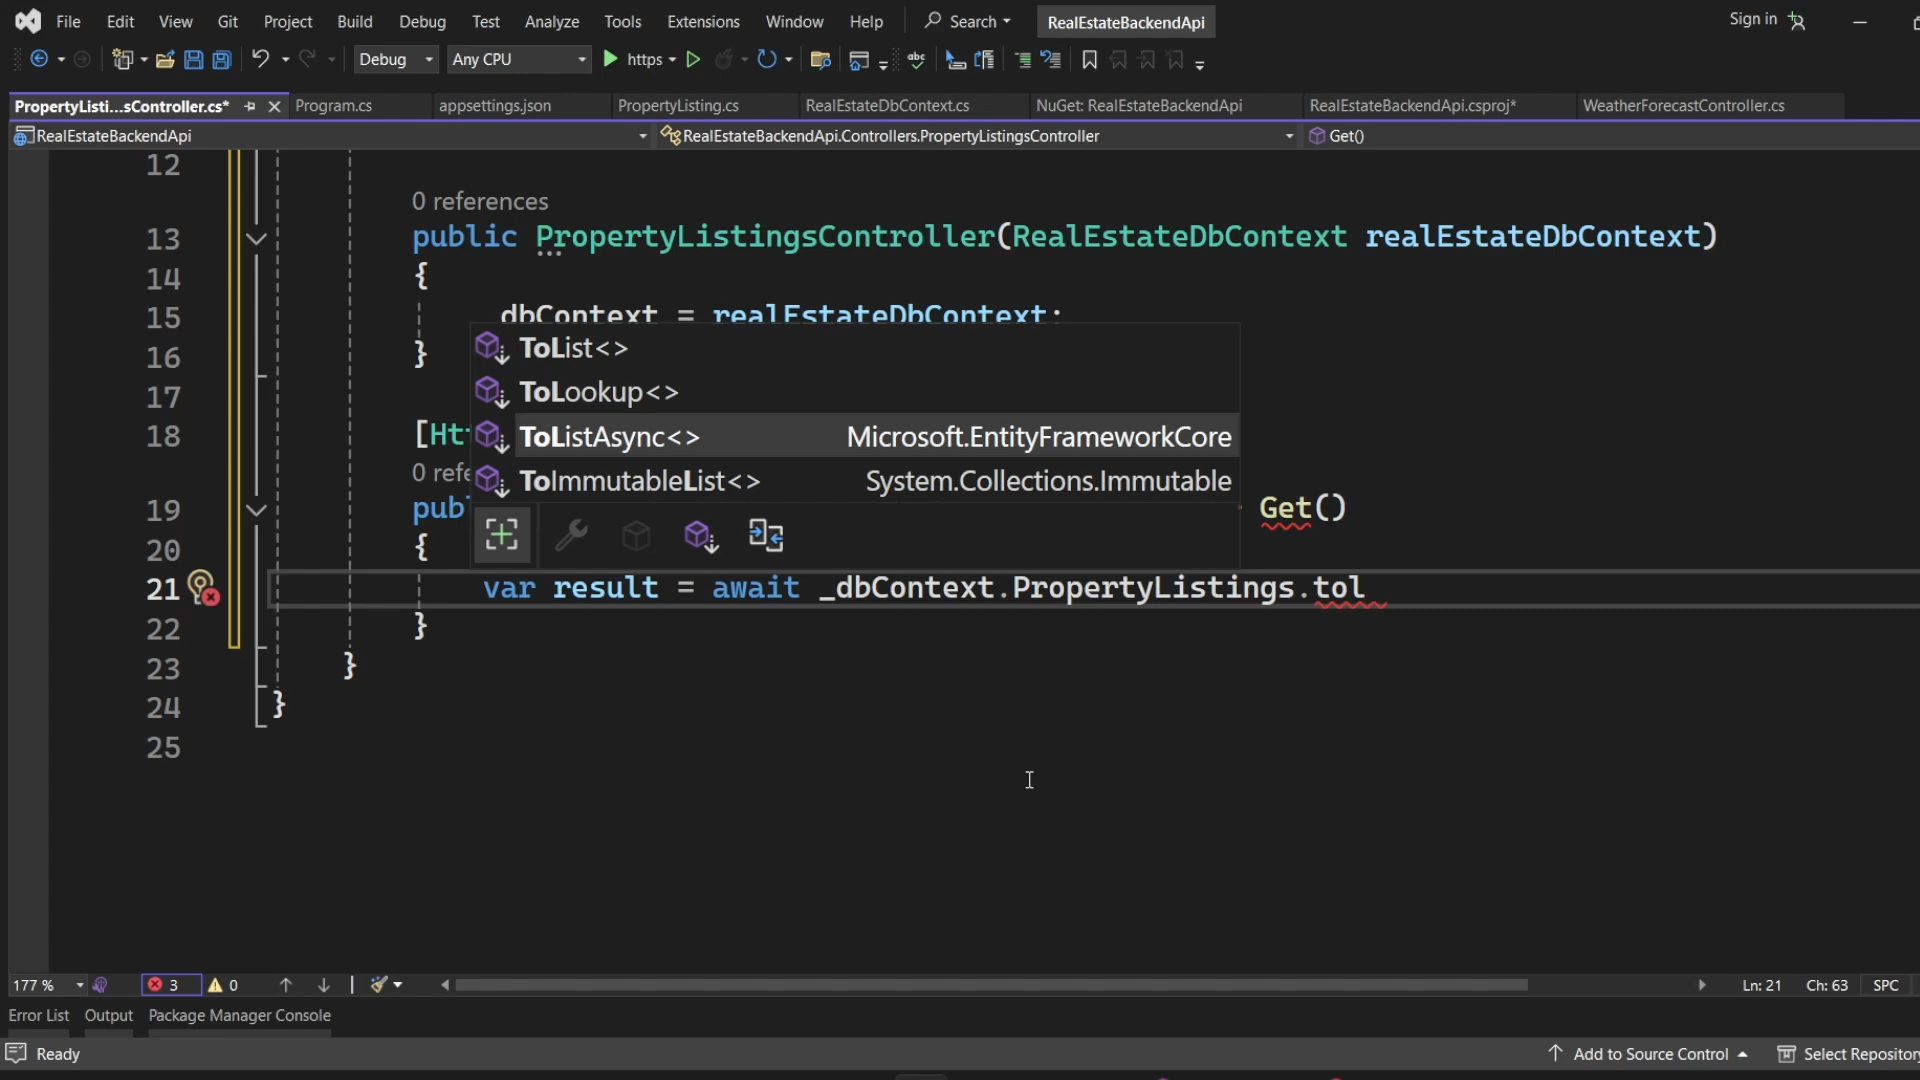 File Edit View Git Project Build Debug Test Analyze Tools Extensions Window Help Search RealEstateBackendApi Sign in
Debug Any CPU https
PropertyListi...sController.cs* Program.cs appsettings.json PropertyListing.cs RealEstateDbContext.cs NuGet: RealEstateBackendApi RealEstateBackendApi.csproj* WeatherForecastController.cs
RealEstateBackendApi RealEstateBackendApi.Controllers.PropertyListingsController Get()
12
0 references
13 public PropertyListingsController(RealEstateDbContext realEstateDbContext)
14 {
15 _dbContext = realEstateDbContext;
16 }
17
18 [Htt
0 refe
19 publ Get()
ToList<>
ToLookup<>
ToListAsync<> Microsoft.EntityFrameworkCore
ToImmutableList<> System.Collections.Immutable
20 {
21 var result = await _dbContext.PropertyListings.tol
22 }
23 }
24 }
25
177 % 3 0 Ln: 21 Ch: 63 SPC
Error List Output Package Manager Console
Ready Add to Source Control Select Repository